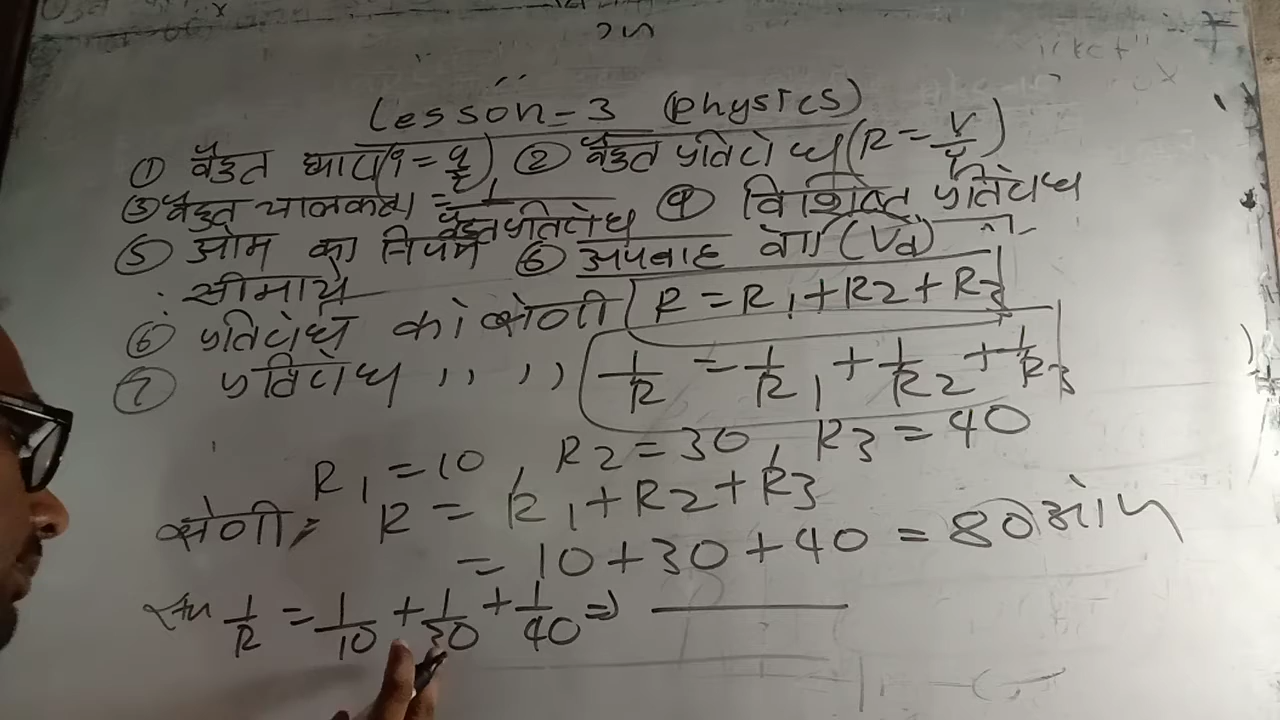 Lesson-3 (Physics)
① वैद्युत धारा (i = q/t) ② वैद्युत प्रतिरोध (R = V/i)
③ वैद्युत चालकता = 1/वैद्युत प्रतिरोध ④ विशिष्ट प्रतिरोध
⑤ ओम का नियम ⑥ अपवाह वेग (Vd)
सीमायें
⑥ प्रतिरोध को श्रेणी R = R1 + R2 + R3
⑦ प्रतिरोध ,, ,, 1/R = 1/R1 + 1/R2 + 1/R3
R1 = 10, R2 = 30, R3 = 40
श्रेणी, R = R1 + R2 + R3
= 10 + 30 + 40 = 80 ओम
1/R = 1/10 + 1/30 + 1/40 ⇒